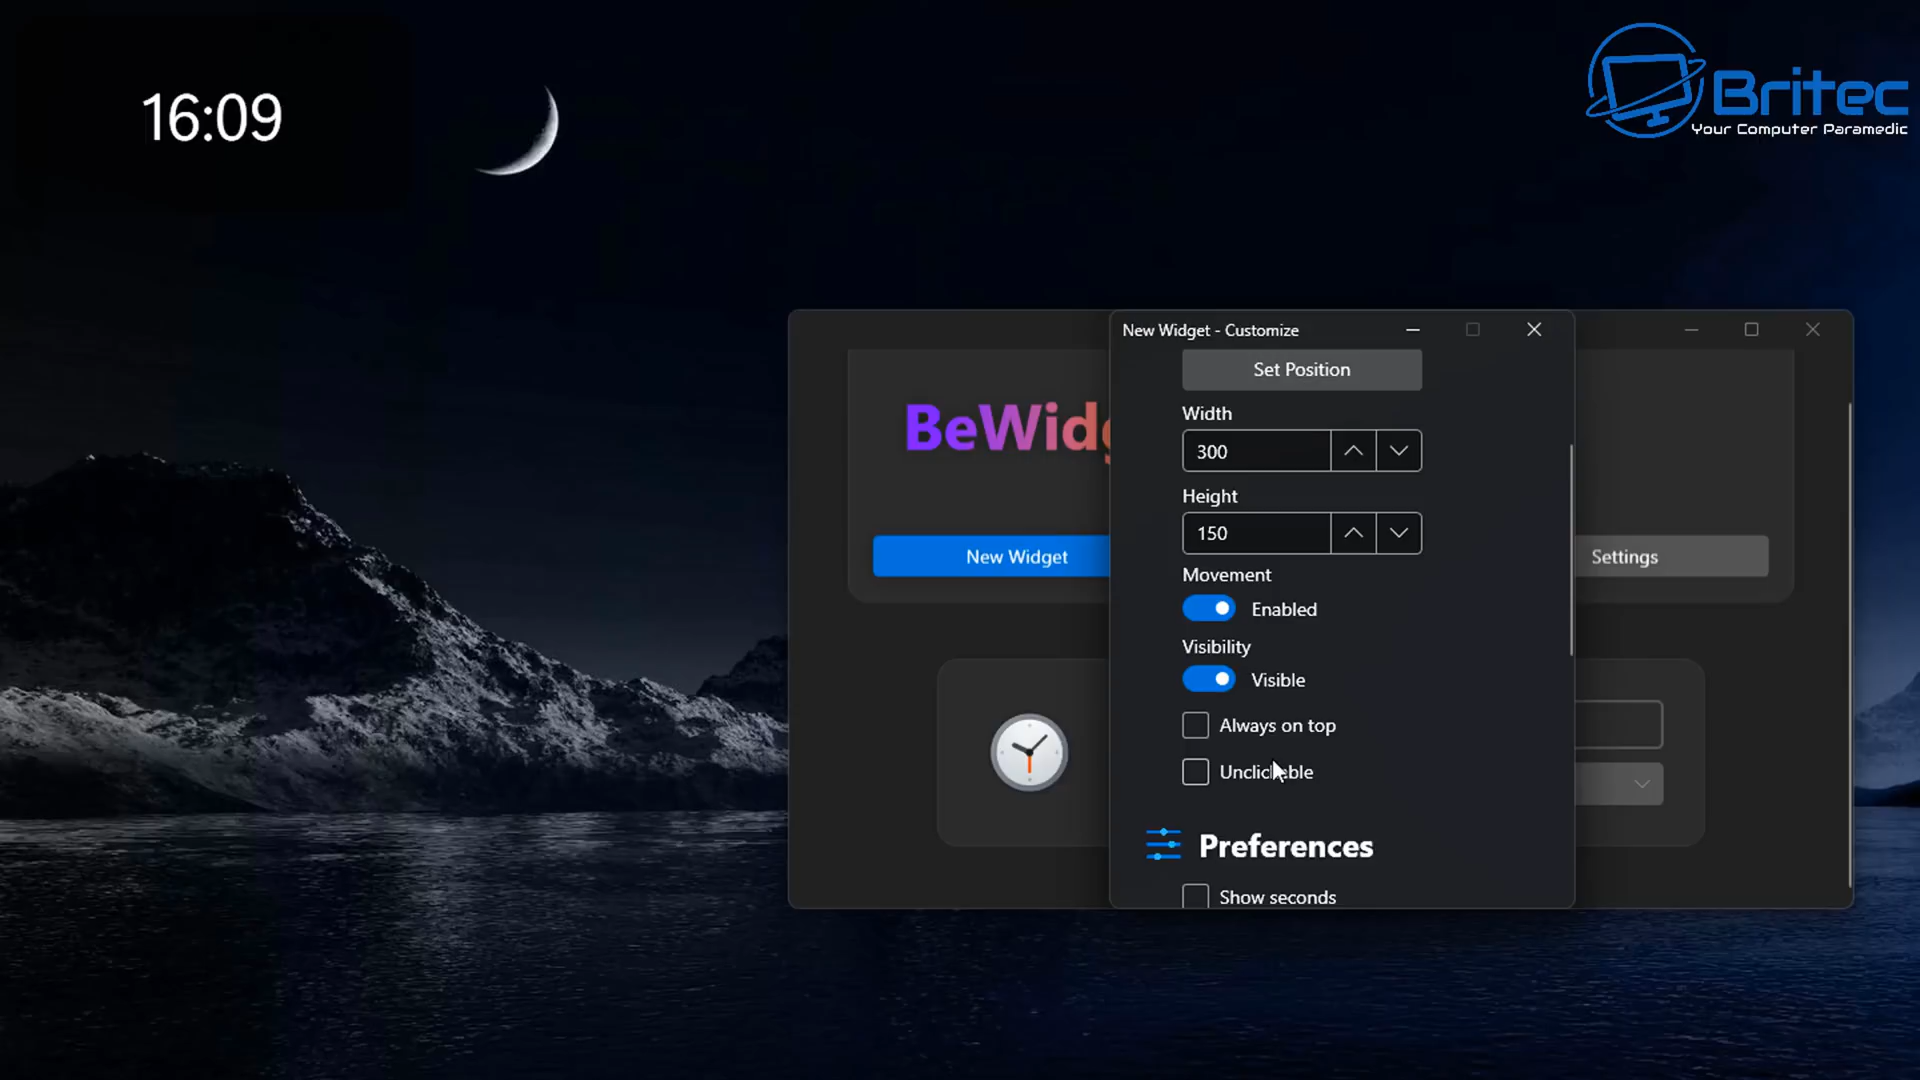 16:09
Britec
Your Computer Paramedic
New Widget - Customize
Set Position
BeWidg
Width
300
Height
150
New Widget
Settings
Movement
Enabled
Visibility
Visible
Always on top
Unclickable
Preferences
Show seconds